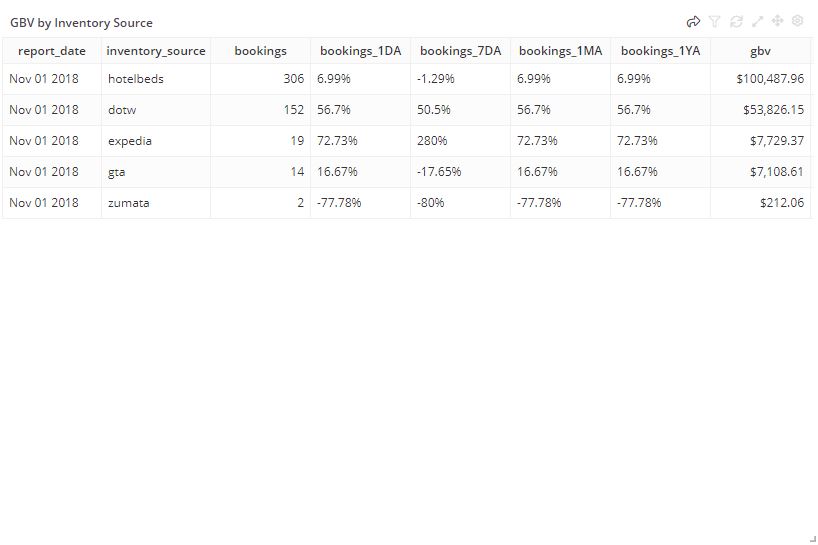 GBV by Inventory Source
report_date inventory_source bookings bookings_1DA bookings_7DA bookings_1MA bookings_1YA gbv
Nov 01 2018 hotelbeds 306 6.99% -1.29% 6.99% 6.99% $100,487.96
Nov 01 2018 dotw 152 56.7% 50.5% 56.7% 56.7% $53,826.15
Nov 01 2018 expedia 19 72.73% 280% 72.73% 72.73% $7,729.37
Nov 01 2018 gta 14 16.67% -17.65% 16.67% 16.67% $7,108.61
Nov 01 2018 zumata 2 -77.78% -80% -77.78% -77.78% $212.06